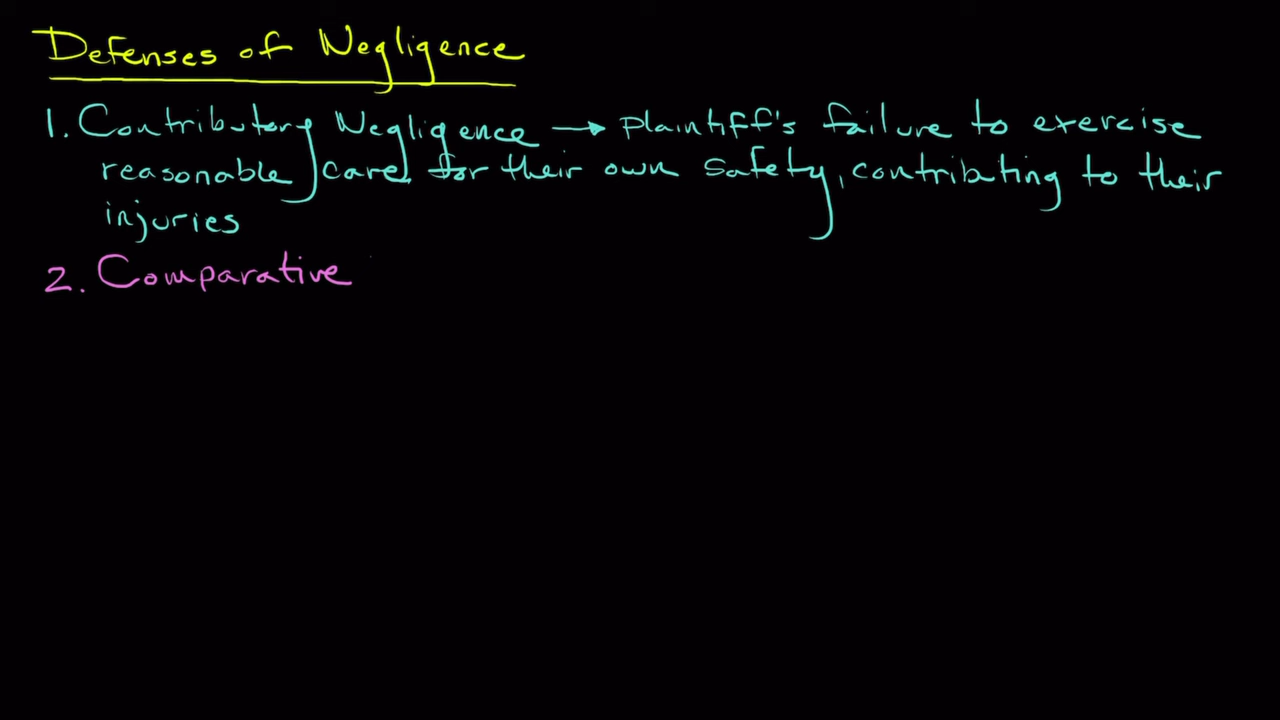 Defenses of Negligence
1. Contributory Negligence → Plaintiff's failure to exercise
reasonable care for their own safety, contributing to their
injuries
2. Comparative